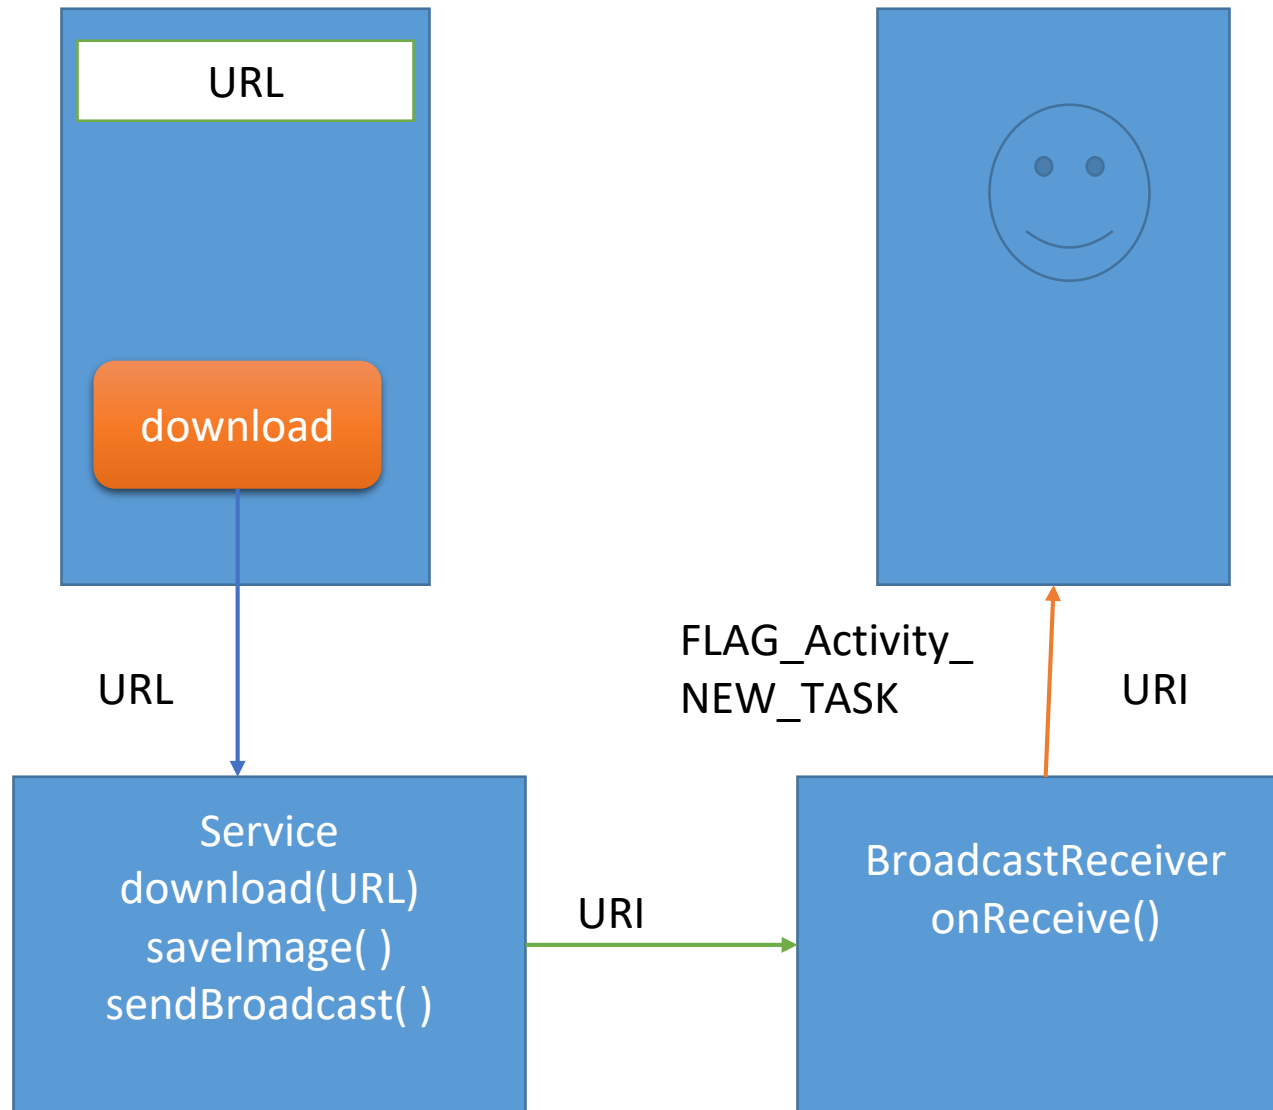 URL
download
URL
Service
download(URL)
saveImage( )
sendBroadcast( )
URI
BroadcastReceiver
onReceive()
FLAG_Activity_
NEW_TASK
URI